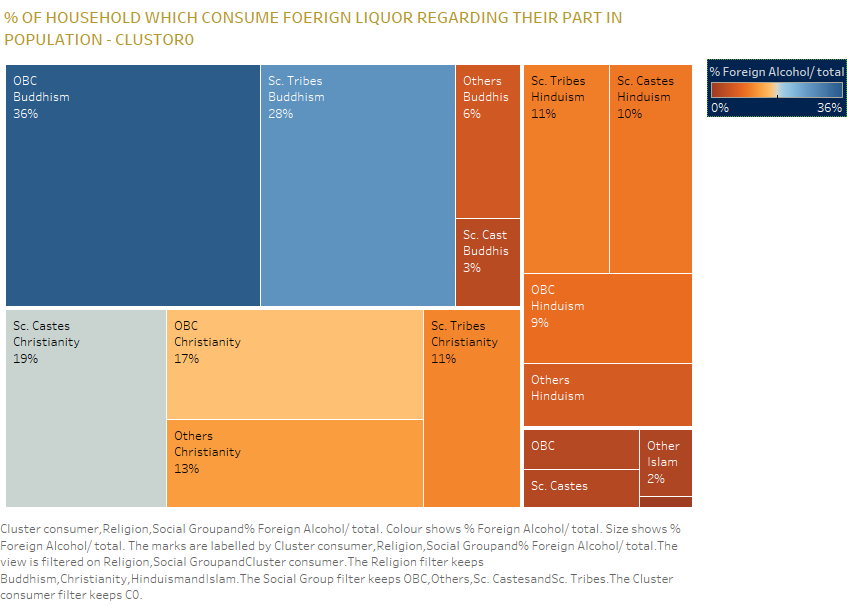 % OF HOUSEHOLD WHICH CONSUME FOERIGN LIQUOR REGARDING THEIR PART IN
POPULATION - CLUSTOR0
OBC
Buddhism
36%
Sc. Tribes
Buddhism
28%
Others
Buddhis
6%
Sc. Cast
Buddhis
3%
Sc. Tribes
Hinduism
11%
Sc. Castes
Hinduism
10%
OBC
Hinduism
9%
Others
Hinduism
Sc. Castes
Christianity
19%
OBC
Christianity
17%
Others
Christianity
13%
Sc. Tribes
Christianity
11%
OBC
Sc. Castes
Other
Islam
2%
% Foreign Alcohol/ total
0% 36%
Cluster consumer,Religion,Social Groupand% Foreign Alcohol/ total. Colour shows % Foreign Alcohol/ total. Size shows %
Foreign Alcohol/ total. The marks are labelled by Cluster consumer,Religion,Social Groupand% Foreign Alcohol/ total.The
view is filtered on Religion,Social GroupandCluster consumer.The Religion filter keeps
Buddhism,Christianity,HinduismandIslam.The Social Group filter keeps OBC,Others,Sc. CastesandSc. Tribes.The Cluster
consumer filter keeps C0.